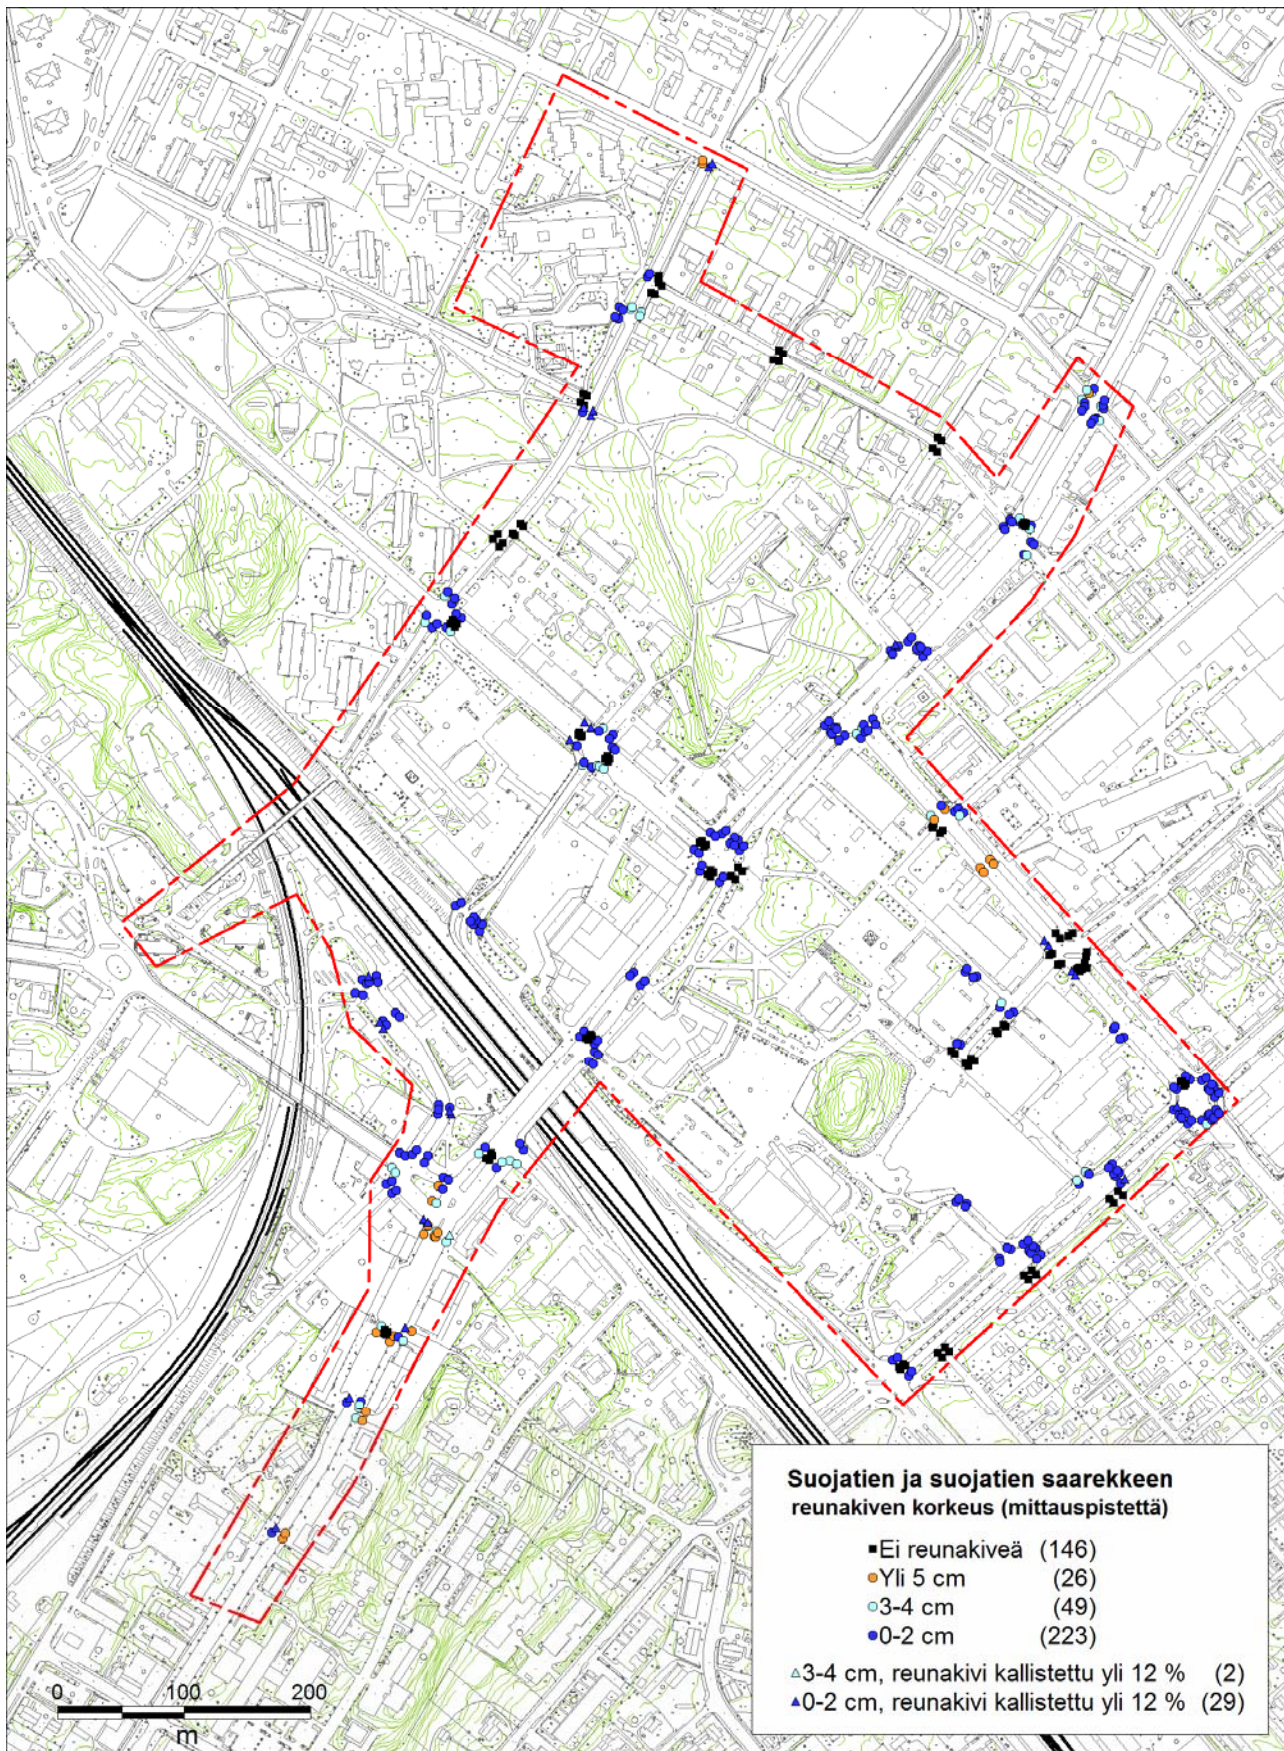 Suojatien ja suojatien saarekkeen
reunakiven korkeus (mittauspistettä)
Ei reunakiveä (146)
Yli 5 cm (26)
3-4 cm (49)
0-2 cm (223)
3-4 cm, reunakivi kallistettu yli 12 % (2)
0-2 cm, reunakivi kallistettu yli 12 % (29)
0 100 200
m